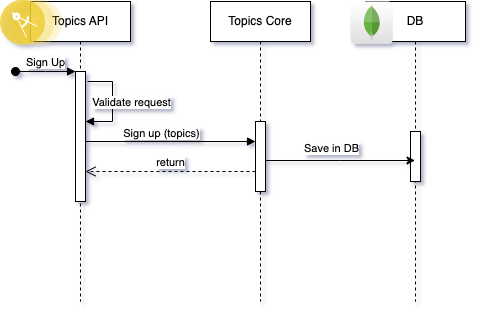 Topics API
Topics Core
DB
Sign Up
Validate request
Sign up (topics)
Save in DB
return